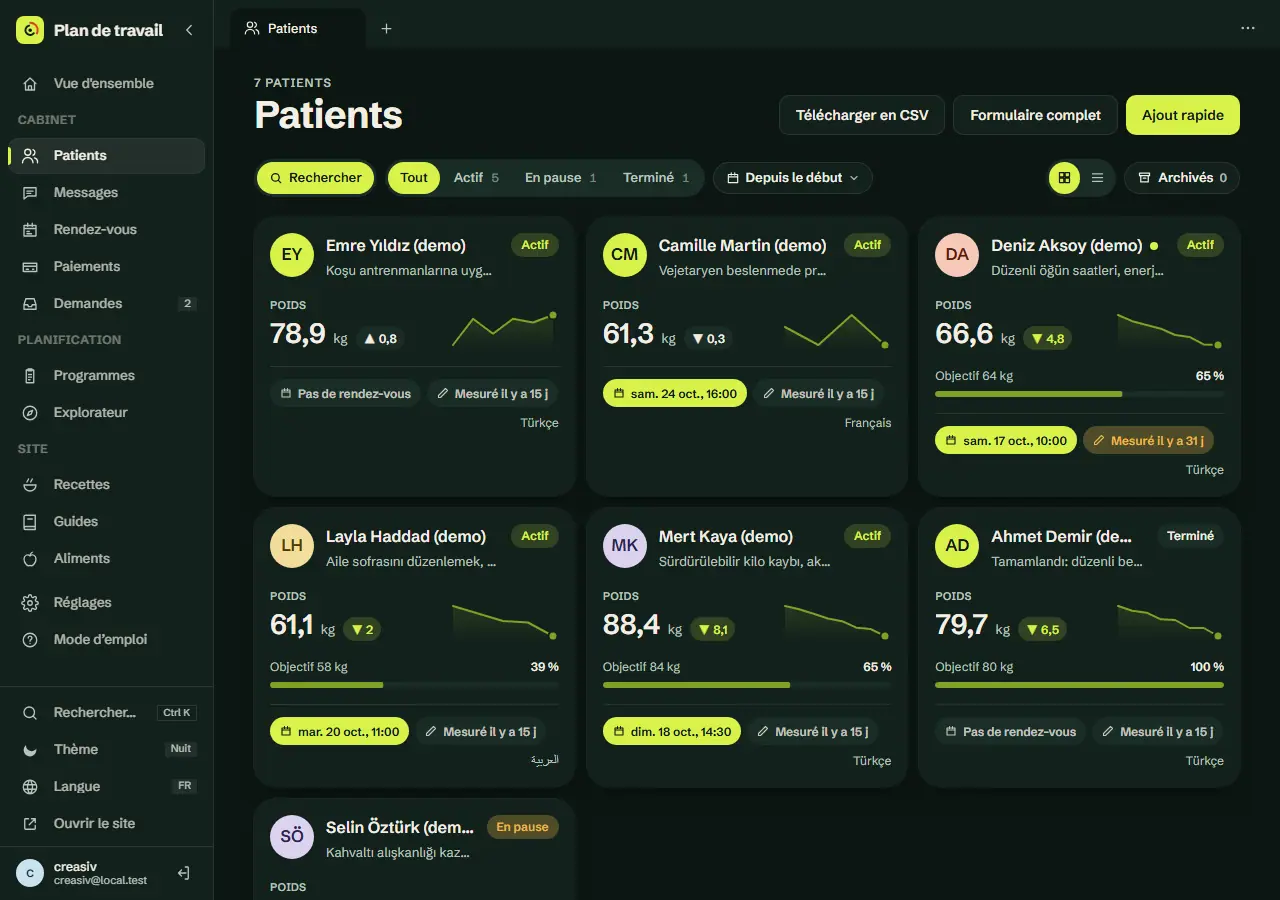 Plan de travail
Vue d'ensemble
CABINET
Patients
Messages
Rendez-vous
Paiements
Demandes 2
PLANIFICATION
Programmes
Explorateur
SITE
Recettes
Guides
Aliments
Réglages
Mode d'emploi
Rechercher... Ctrl K
Thème Nuit
Langue FR
Ouvrir le site
C creasiv
creasiv@local.test
Patients
7 PATIENTS
Patients
Télécharger en CSV Formulaire complet Ajout rapide
Rechercher Tout Actif 5 En pause 1 Terminé 1 Depuis le début Archivés 0
EY Emre Yıldız (demo) Actif
Koşu antrenmanlarına uyg...
POIDS
78,9 kg ▲ 0,8
Pas de rendez-vous Mesuré il y a 15 j
Türkçe
CM Camille Martin (demo) Actif
Vejetaryen beslenmede pr...
POIDS
61,3 kg ▼ 0,3
sam. 24 oct., 16:00 Mesuré il y a 15 j
Français
DA Deniz Aksoy (demo) Actif
Düzenli öğün saatleri, enerj...
POIDS
66,6 kg ▼ 4,8
Objectif 64 kg 65 %
sam. 17 oct., 10:00 Mesuré il y a 31 j
Türkçe
LH Layla Haddad (demo) Actif
Aile sofrasını düzenlemek, ...
POIDS
61,1 kg ▼ 2
Objectif 58 kg 39 %
mar. 20 oct., 11:00 Mesuré il y a 15 j
العربية
MK Mert Kaya (demo) Actif
Sürdürülebilir kilo kaybı, ak...
POIDS
88,4 kg ▼ 8,1
Objectif 84 kg 65 %
dim. 18 oct., 14:30 Mesuré il y a 15 j
Türkçe
AD Ahmet Demir (de... Terminé
Tamamlandı: düzenli be...
POIDS
79,7 kg ▼ 6,5
Objectif 80 kg 100 %
Pas de rendez-vous Mesuré il y a 15 j
Türkçe
SÖ Selin Öztürk (dem... En pause
Kahvaltı alışkanlığı kaz...
POIDS